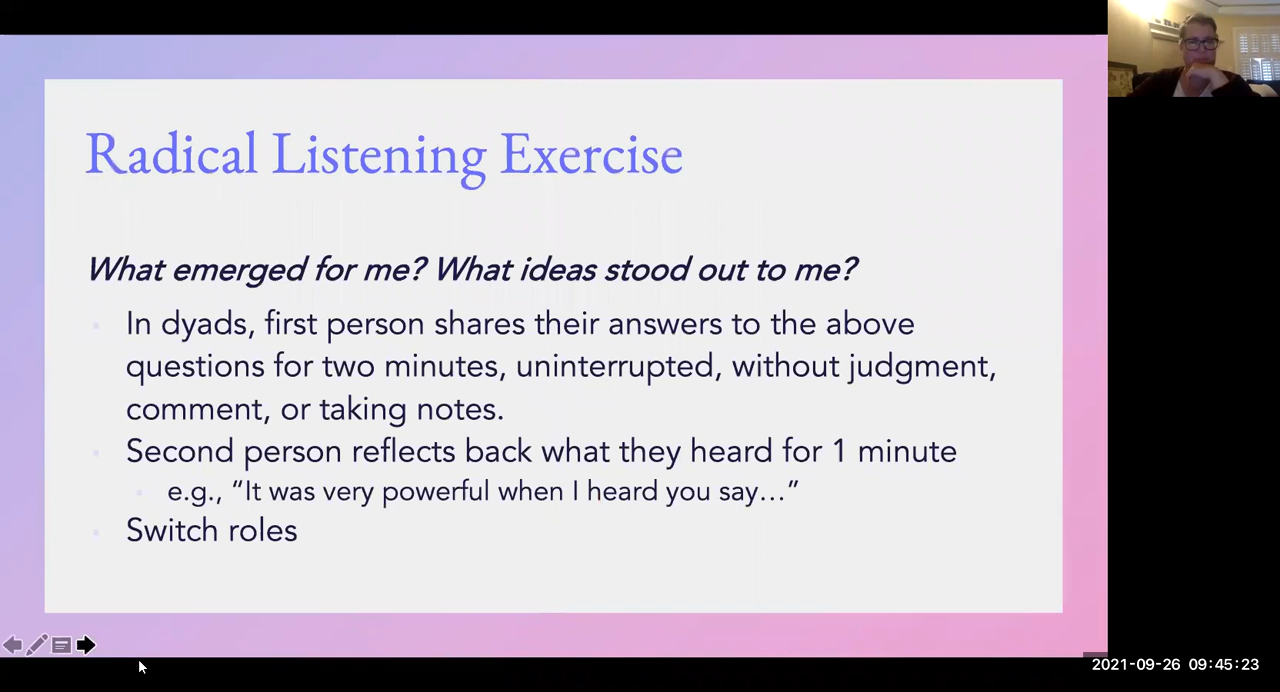 Radical Listening Exercise
What emerged for me? What ideas stood out to me?
In dyads, first person shares their answers to the above
questions for two minutes, uninterrupted, without judgment,
comment, or taking notes.
Second person reflects back what they heard for 1 minute
e.g., “It was very powerful when I heard you say…”
Switch roles
2021-09-26 09:45:23